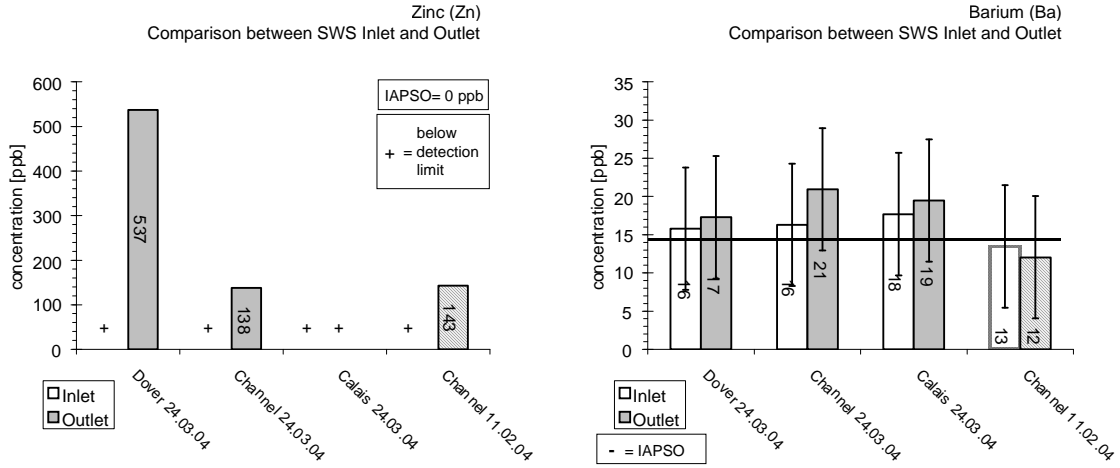 Zinc (Zn)
Comparison between SWS Inlet and Outlet
600
500
400
300
200
100
0
concentration [ppb]
IAPSO= 0 ppb
+ = below
detection
limit
+
537
+
138
+
+
+
143
Dover 24.03.04
Channel 24.03.04
Calais 24.03.04
Channel 11.02.04
Inlet
Outlet
Barium (Ba)
Comparison between SWS Inlet and Outlet
35
30
25
20
15
10
5
0
concentration [ppb]
16
17
16
21
18
19
13
12
Dover 24.03.04
Channel 24.03.04
Calais 24.03.04
Channel 11.02.04
Inlet
Outlet
- = IAPSO